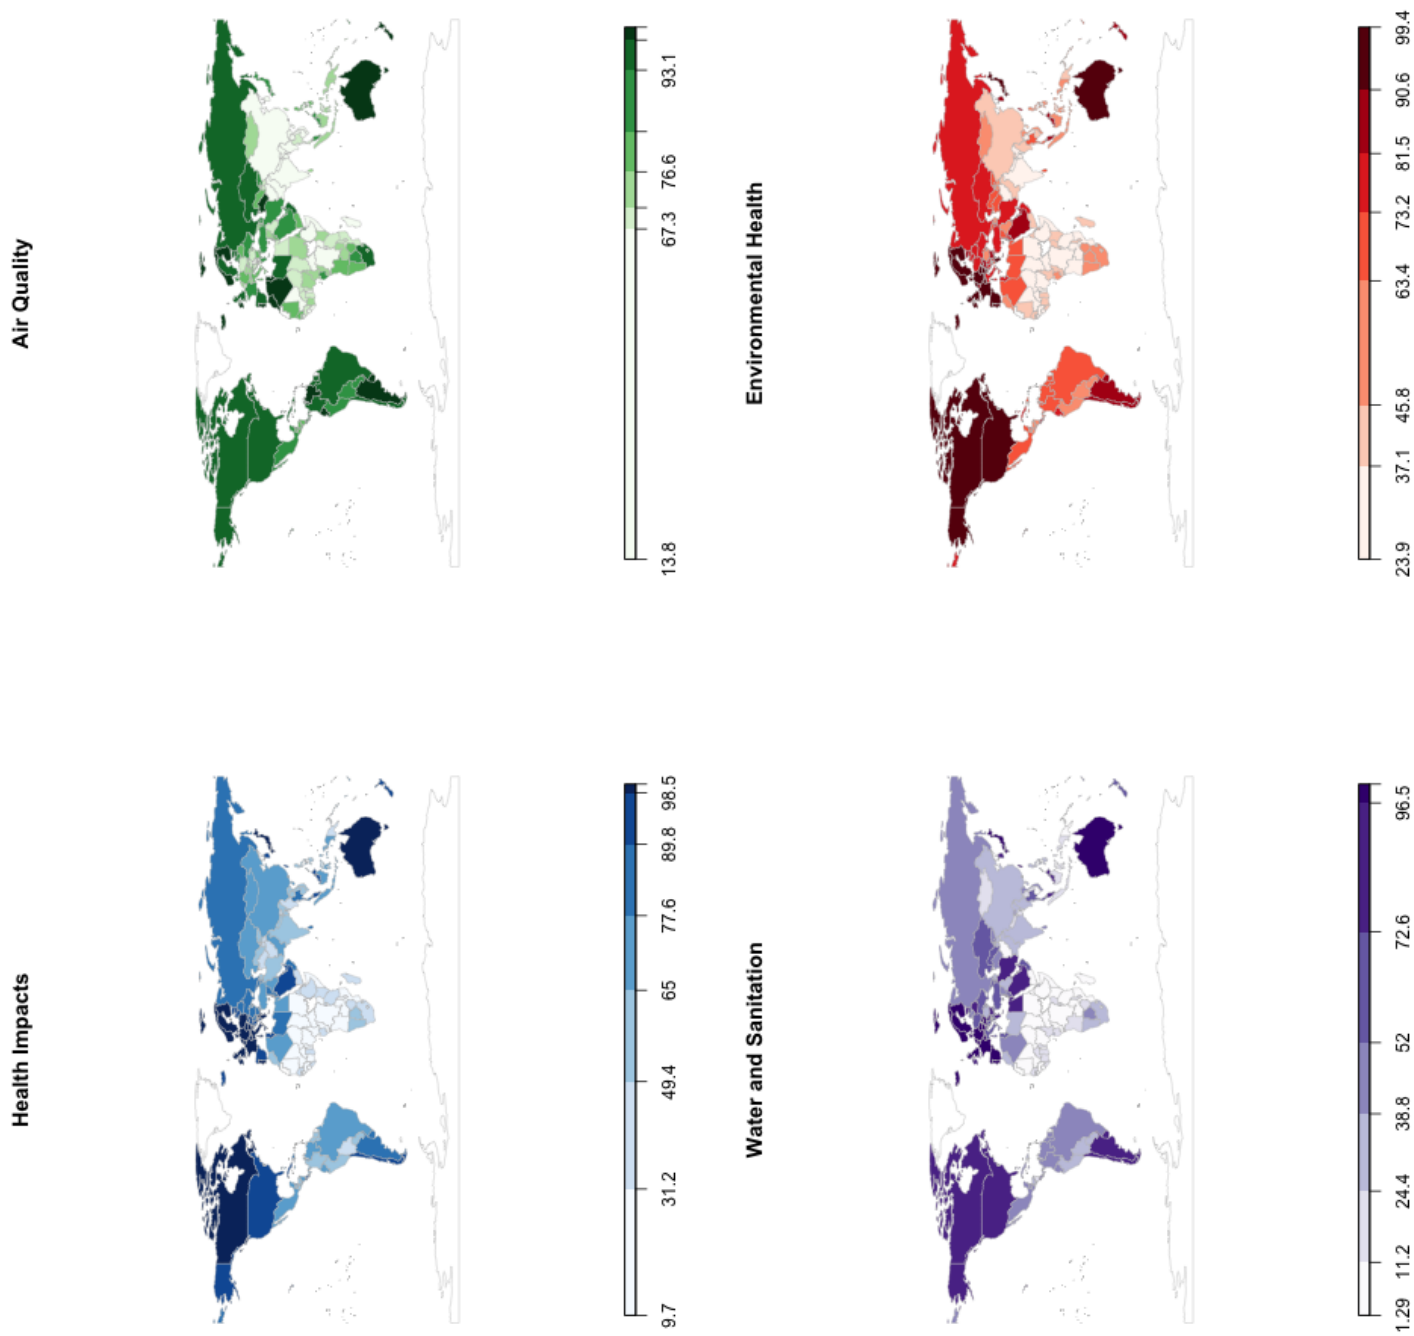 Health Impacts
9.7 31.2 49.4 65 77.6 89.8 98.5
Air Quality
13.8 67.3 76.6 93.1
Water and Sanitation
1.29 11.2 24.4 38.8 52 72.6 96.5
Environmental Health
23.9 37.1 45.8 63.4 73.2 81.5 90.6 99.4